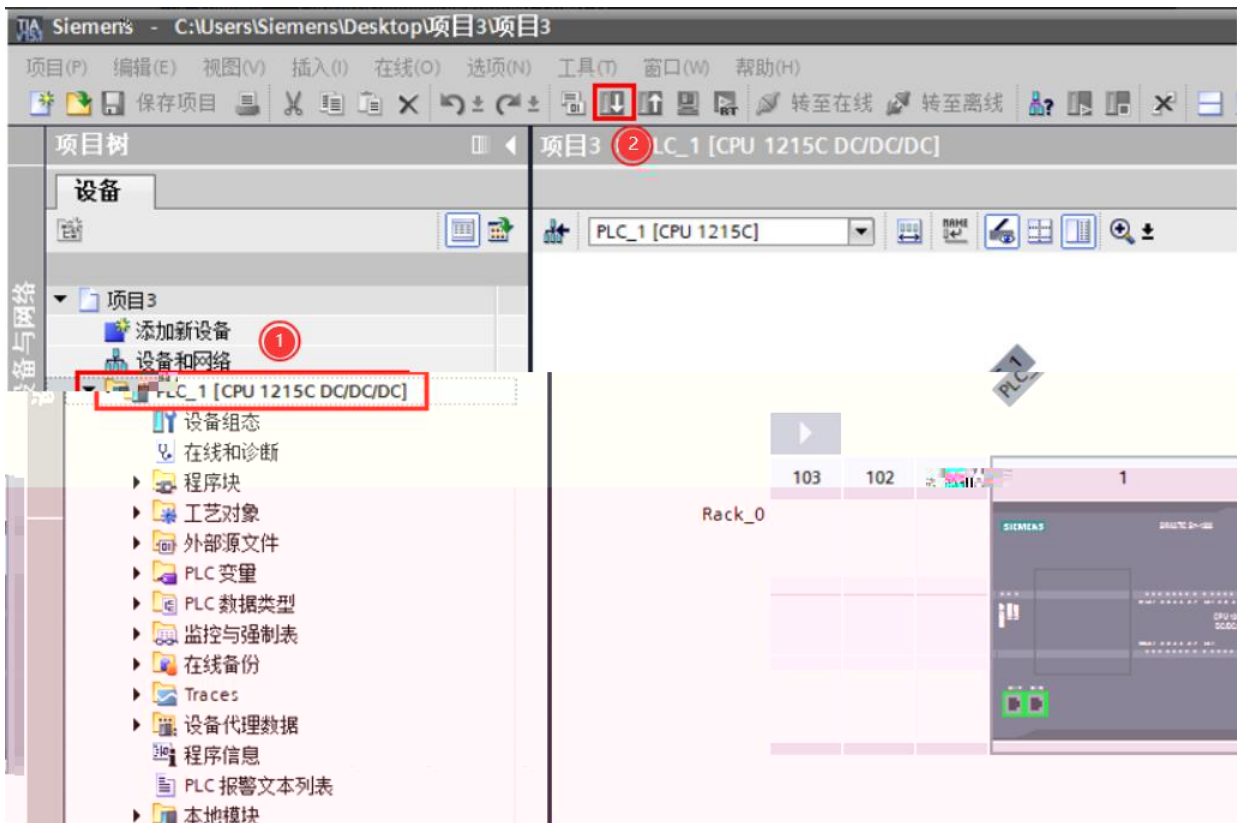 Siemens - C:\Users\Siemens\Desktop\项目3\项目3
项目(P) 编辑(E) 视图(V) 插入(I) 在线(O) 选项(N) 工具(T) 窗口(W) 帮助(H)
保存项目 转至在线 转至离线
项目树
项目3 2 LC_1 [CPU 1215C DC/DC/DC]
设备
PLC_1 [CPU 1215C]
设备与网络
项目3
添加新设备
1
设备和网络
PLC_1 [CPU 1215C DC/DC/DC]
设备组态
在线和诊断
程序块
工艺对象
外部源文件
PLC 变量
PLC 数据类型
监控与强制表
在线备份
Traces
设备代理数据
程序信息
PLC 报警文本列表
本地模块
103 102 1
Rack_0
SIEMENS